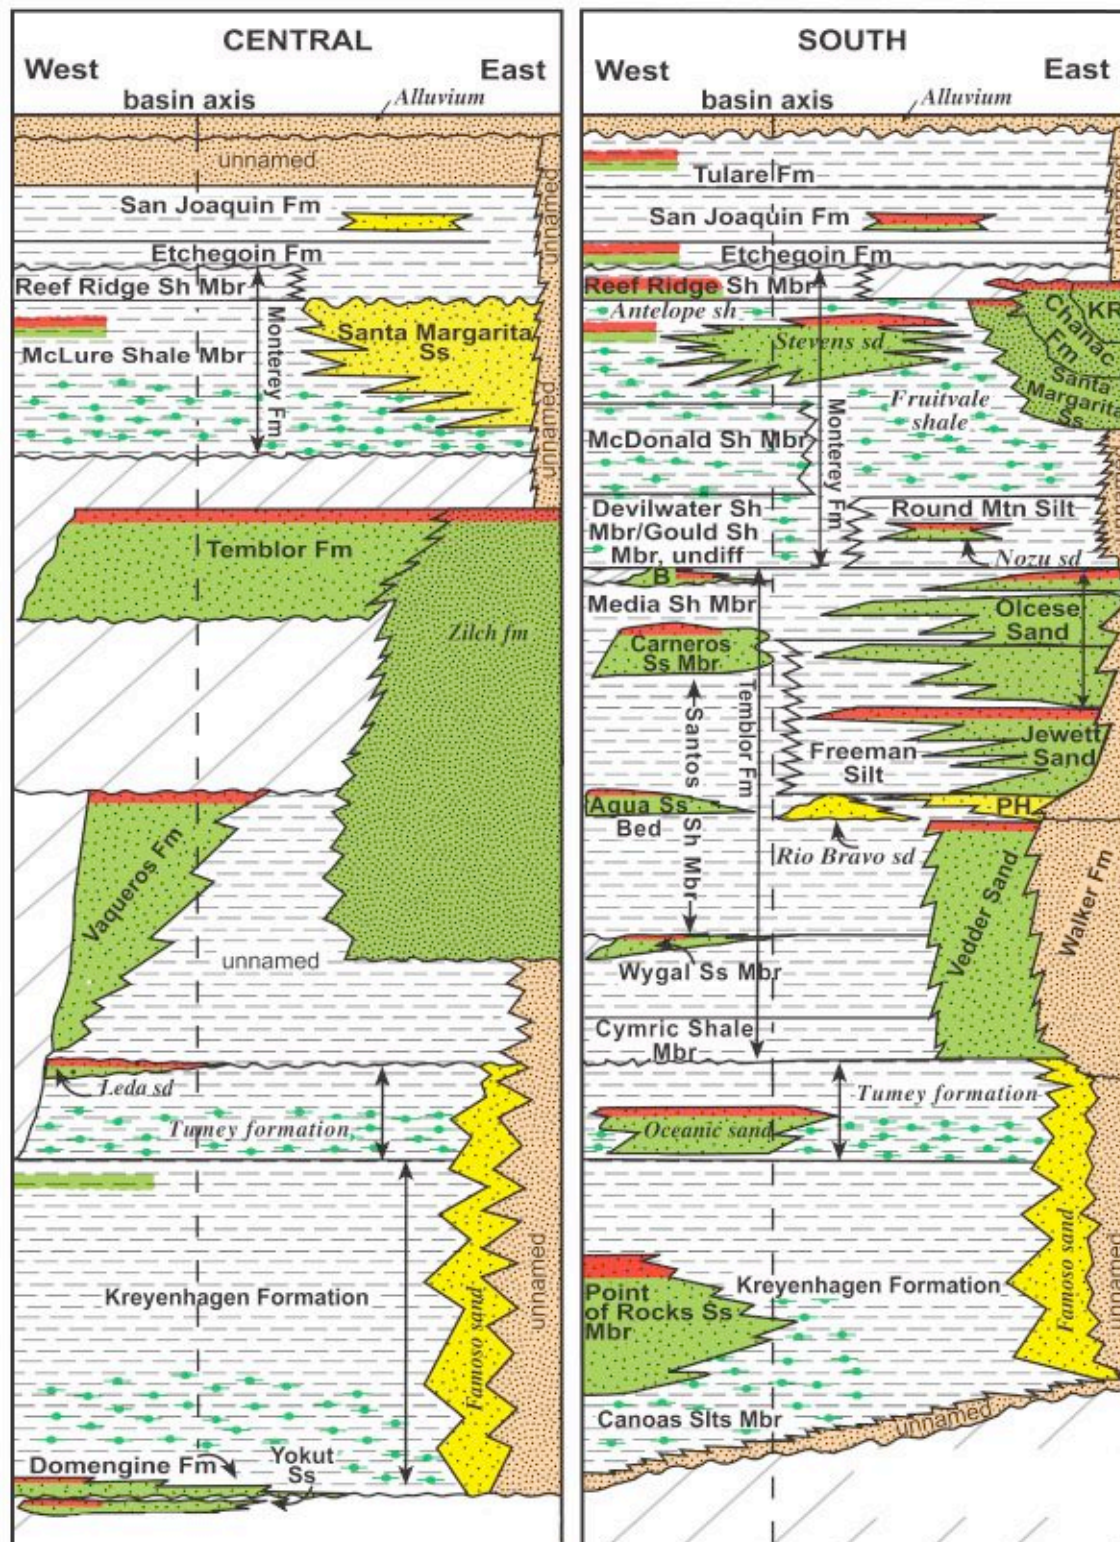 CENTRAL
West
East
basin axis
Alluvium
unnamed
San Joaquin Fm
Etchegoin Fm
Reef Ridge Sh Mbr
Santa Margarita
Ss
McLure Shale Mbr
Monterey Fm
unnamed
unnamed
Temblor Fm
Zilch fm
Vaqueros Fm
unnamed
Leda sd
Tumey formation
Kreyenhagen Formation
Famoso sand
unnamed
Domengine Fm
Yokut
Ss
SOUTH
West
East
basin axis
Alluvium
Tulare Fm
San Joaquin Fm
Etchegoin Fm
Reef Ridge Sh Mbr
Antelope sh
Stevens sd
KR
Chanac
Fm
Santa
Margarita
Ss
Fruitvale
shale
McDonald Sh Mbr
Monterey Fm
Devilwater Sh
Mbr/Gould Sh
Mbr, undiff
Round Mtn Silt
Nozu sd
B
Media Sh Mbr
Olcese
Sand
Carneros
Ss Mbr
Temblor Fm
Santos Sh Mbr
Freeman
Silt
Jewett
Sand
Agua Ss
Bed
PH
Rio Bravo sd
Vedder Sand
Walker Fm
Wygal Ss Mbr
Cymric Shale
Mbr
Tumey formation
Oceanic sand
Kreyenhagen Formation
Point
of Rocks Ss
Mbr
Famoso sand
Canoas Slts Mbr
unnamed